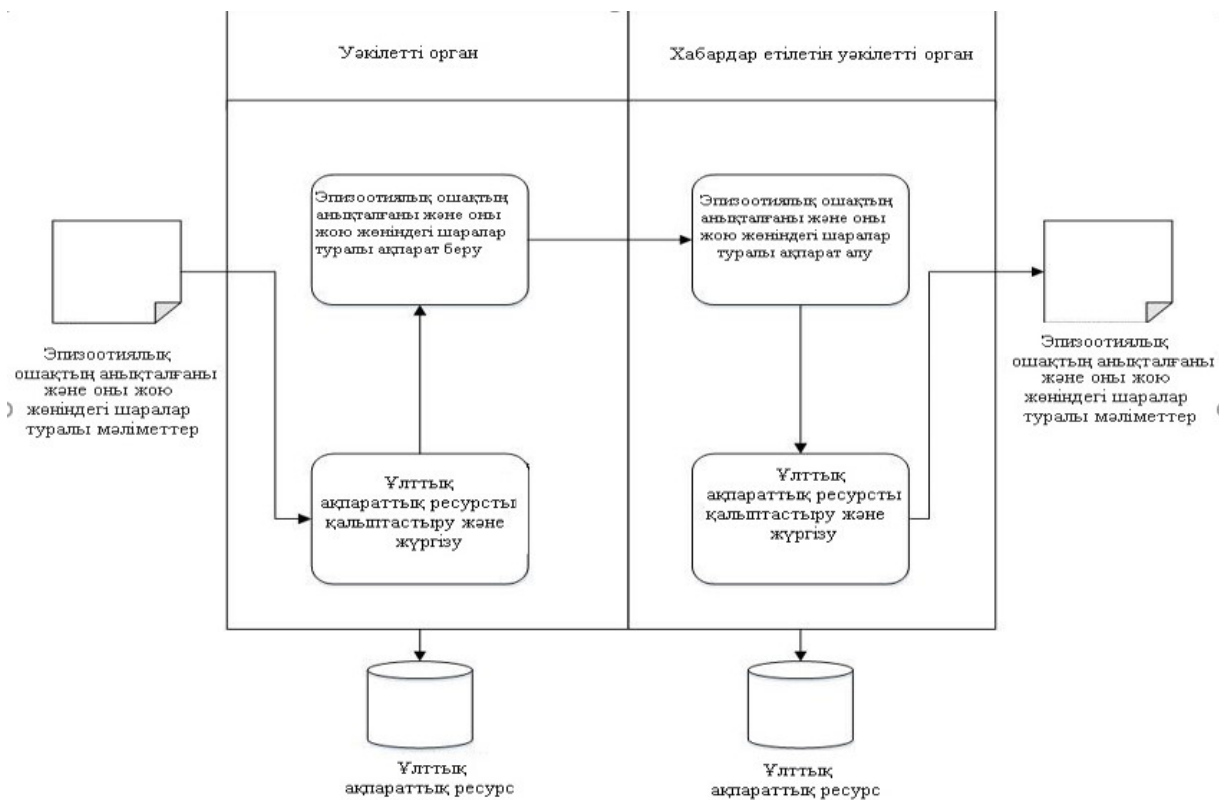 Уәкілетті орган
Хабардар етілетін уәкілетті орган
Эпизоотиялық ошақтың
анықталғаны және оны
жою жөніндегі шаралар
туралы ақпарат беру
Эпизоотиялық ошақтың
анықталғаны және оны
жою жөніндегі шаралар
туралы ақпарат алу
Эпизоотиялық
ошақтың анықталғаны
және оны жою
жөніндегі шаралар
туралы мәліметтер
Эпизоотиялық
ошақтың анықталғаны
және оны жою
жөніндегі шаралар
туралы мәліметтер
Ұлттық
ақпараттық ресурсты
қалыптастыру және
жүргізу
Ұлттық
ақпараттық ресурсты
қалыптастыру және
жүргізу
Ұлттық
ақпараттық ресурс
Ұлттық
ақпараттық ресурс